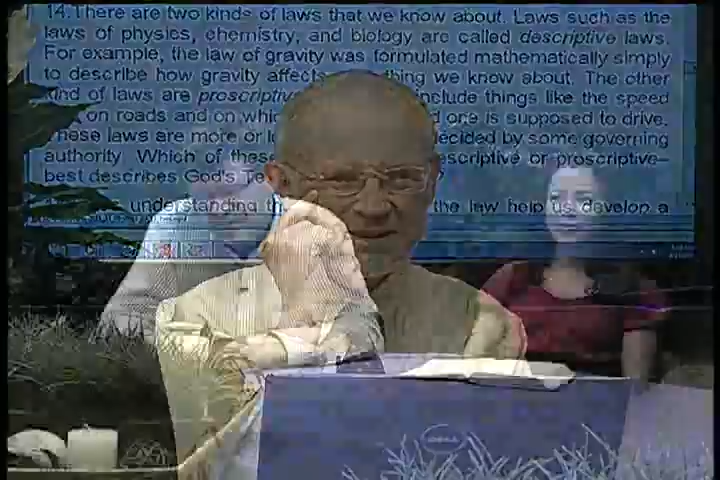 14.There are two kinds of laws that we know about. Laws such as the
laws of physics, chemistry, and biology are called descriptive laws.
For example, the law of gravity was formulated mathematically simply
to describe how gravity affects thing we know about. The other
kind of laws are proscriptive include things like the speed
on roads and on which one is supposed to drive.
These laws are more or decided by some governing
authority. Which of these escriptive or proscriptive–
best describes God's Te
understanding the law help us develop a
DELL